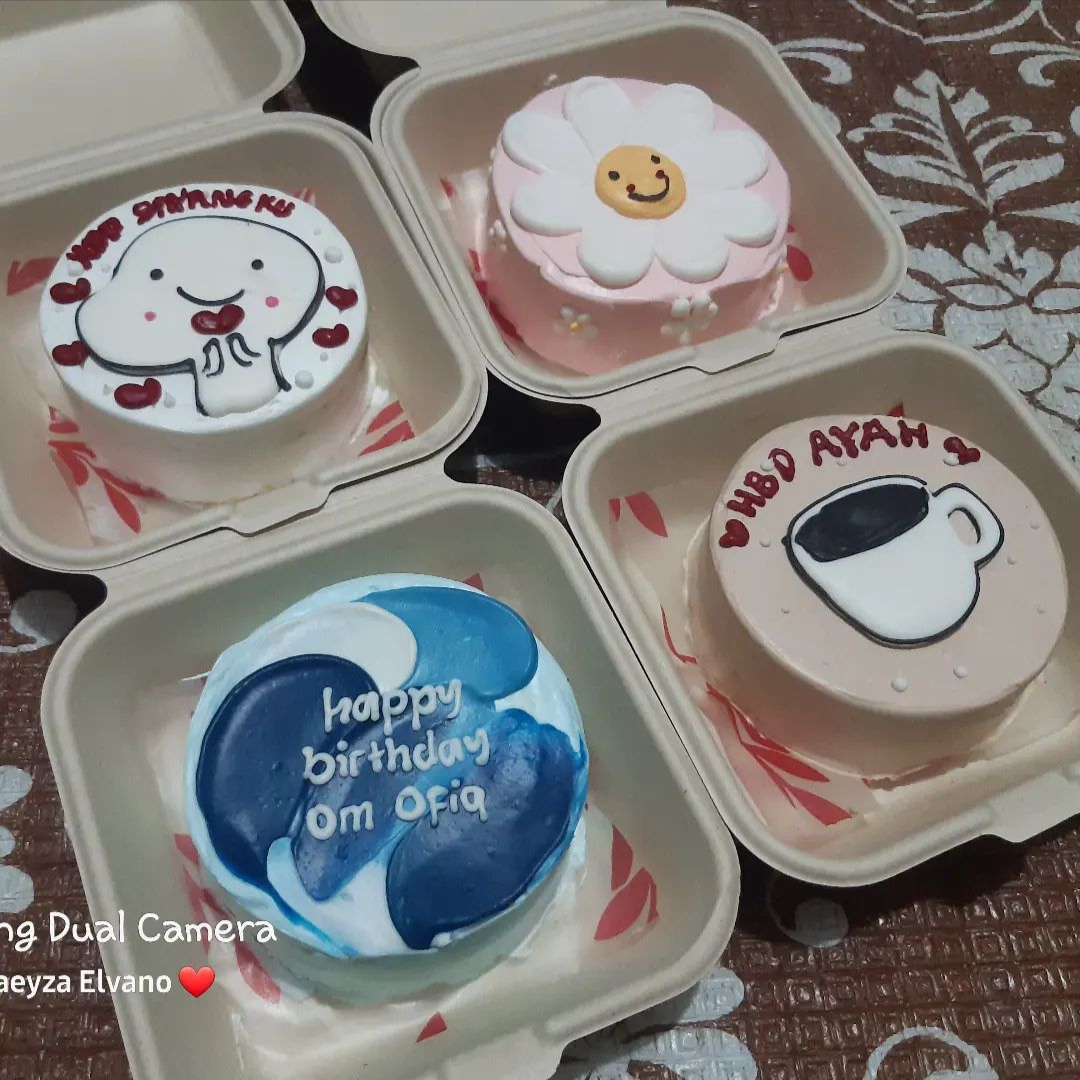 HBD SAYANGKU
HBD AYAH
happy
birthday
Om Ofiq
ng Dual Camera
aeyza Elvano